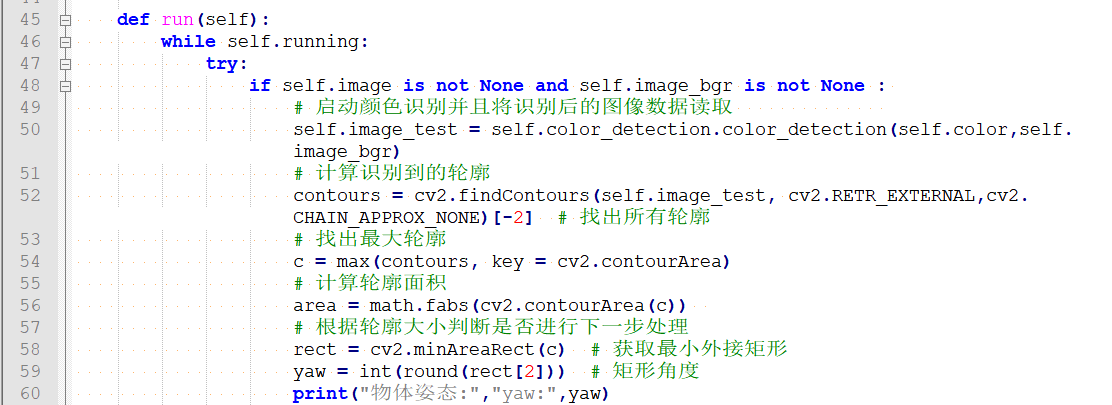 45 def run(self):
46 while self.running:
47 try:
48 if self.image is not None and self.image_bgr is not None :
49 # 启动颜色识别并且将识别后的图像数据读取
50 self.image_test = self.color_detection.color_detection(self.color,self.
image_bgr)
51 # 计算识别到的轮廓
52 contours = cv2.findContours(self.image_test, cv2.RETR_EXTERNAL,cv2.
CHAIN_APPROX_NONE)[-2] # 找出所有轮廓
53 # 找出最大轮廓
54 c = max(contours, key = cv2.contourArea)
55 # 计算轮廓面积
56 area = math.fabs(cv2.contourArea(c))
57 # 根据轮廓大小判断是否进行下一步处理
58 rect = cv2.minAreaRect(c) # 获取最小外接矩形
59 yaw = int(round(rect[2])) # 矩形角度
60 print("物体姿态:","yaw:",yaw)